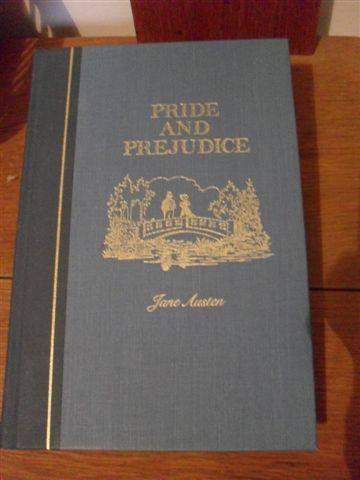 PRIDE
AND
PREJUDICE
Jane Austen